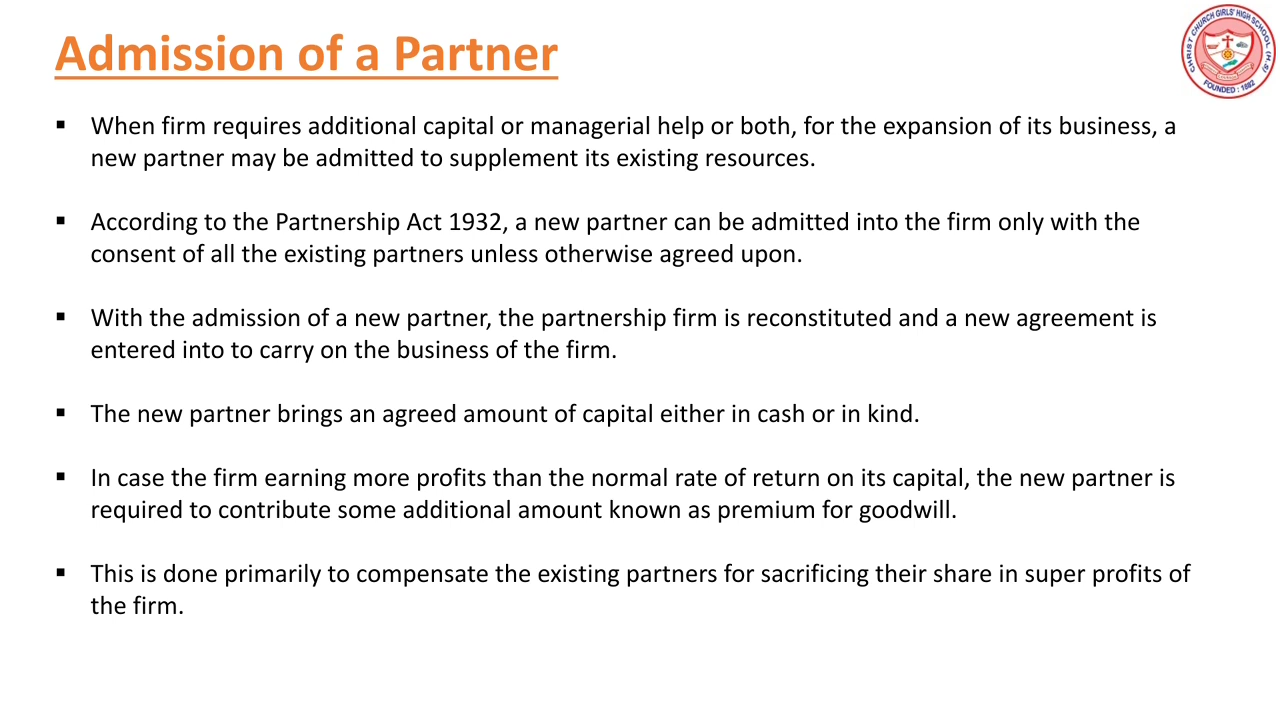 Admission of a Partner
CHRIST CHURCH GIRLS' HIGH SCHOOL (H.S)
FOUNDED : 1882
▪ When firm requires additional capital or managerial help or both, for the expansion of its business, a
new partner may be admitted to supplement its existing resources.
▪ According to the Partnership Act 1932, a new partner can be admitted into the firm only with the
consent of all the existing partners unless otherwise agreed upon.
▪ With the admission of a new partner, the partnership firm is reconstituted and a new agreement is
entered into to carry on the business of the firm.
▪ The new partner brings an agreed amount of capital either in cash or in kind.
▪ In case the firm earning more profits than the normal rate of return on its capital, the new partner is
required to contribute some additional amount known as premium for goodwill.
▪ This is done primarily to compensate the existing partners for sacrificing their share in super profits of
the firm.